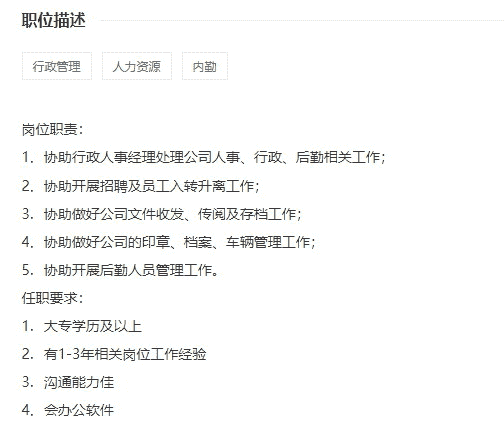 职位描述
行政管理 人力资源 内勤
岗位职责：
1．协助行政人事经理处理公司人事、行政、后勤相关工作；
2．协助开展招聘及员工入转升离工作；
3．协助做好公司文件收发、传阅及存档工作；
4．协助做好公司的印章、档案、车辆管理工作；
5．协助开展后勤人员管理工作。
任职要求：
1．大专学历及以上
2．有1-3年相关岗位工作经验
3．沟通能力佳
4．会办公软件